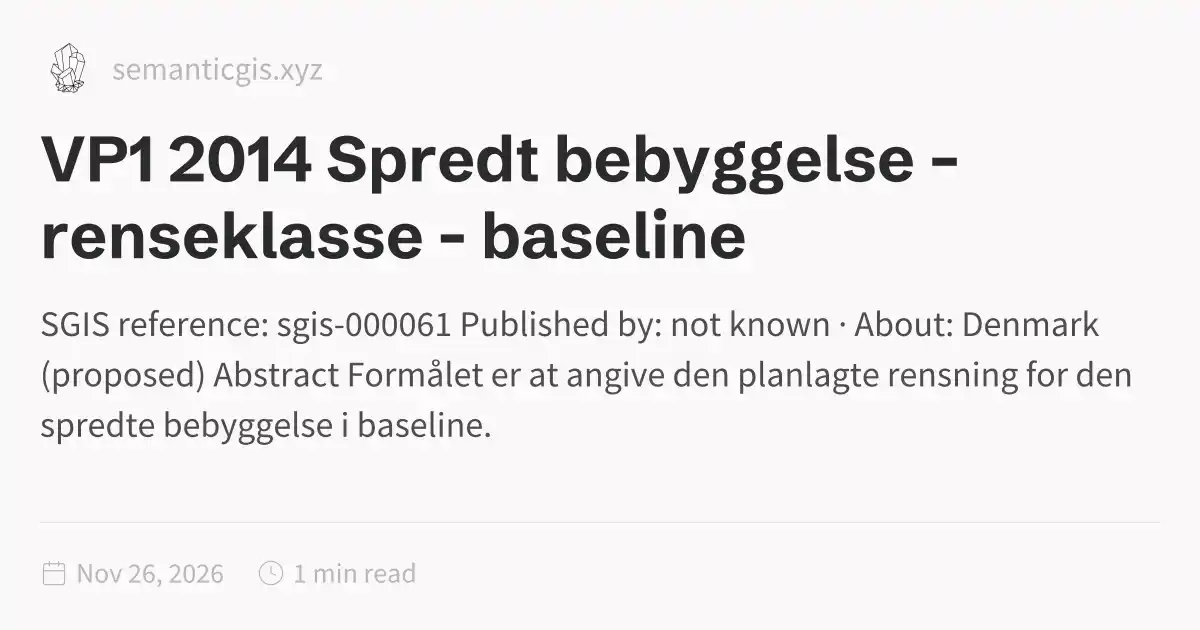 semanticgis.xyz
VP1 2014 Spredt bebyggelse -
renseklasse - baseline
SGIS reference: sgis-000061 Published by: not known · About: Denmark
(proposed) Abstract Formålet er at angive den planlagte rensning for den
spredte bebyggelse i baseline.
Nov 26, 2026 1 min read